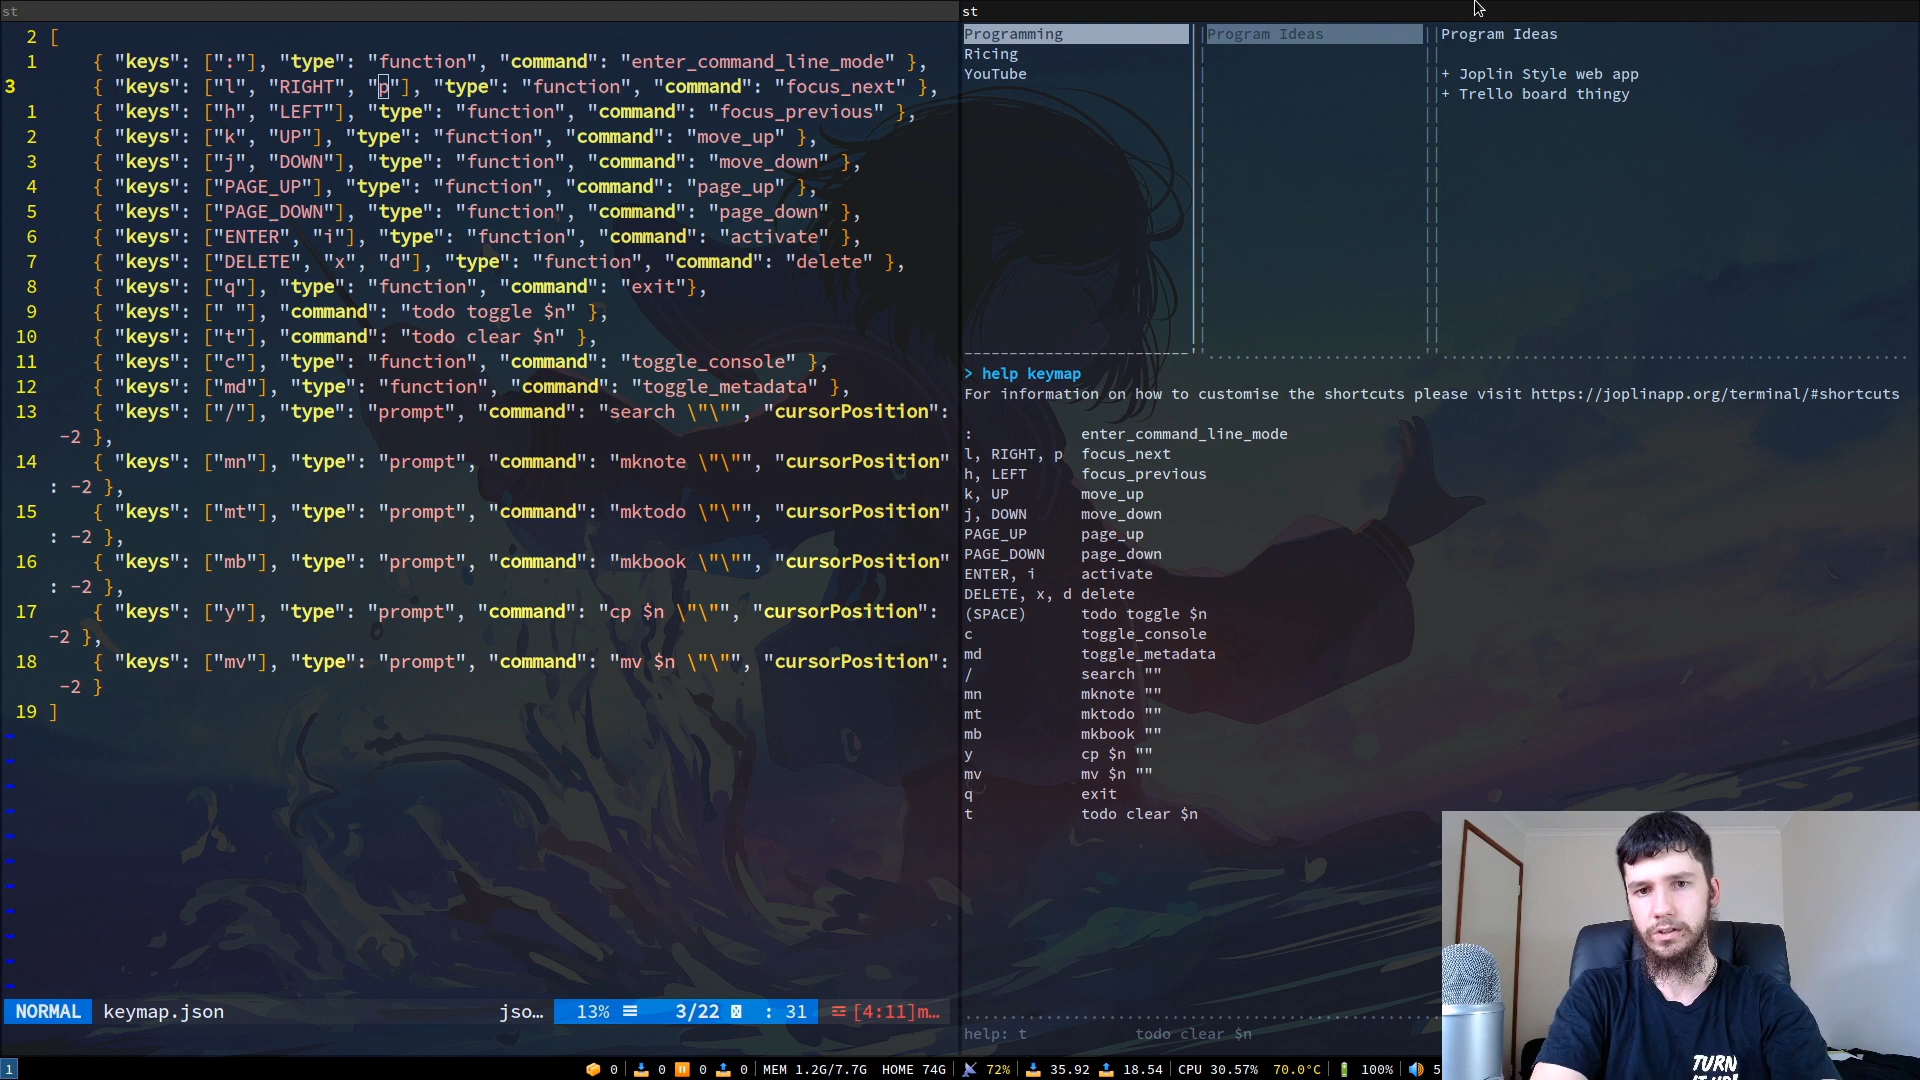 st
2 [
1 { "keys": [":"], "type": "function", "command": "enter_command_line_mode" },
3 { "keys": ["l", "RIGHT", "p"], "type": "function", "command": "focus_next" },
1 { "keys": ["h", "LEFT"], "type": "function", "command": "focus_previous" },
2 { "keys": ["k", "UP"], "type": "function", "command": "move_up" },
3 { "keys": ["j", "DOWN"], "type": "function", "command": "move_down" },
4 { "keys": ["PAGE_UP"], "type": "function", "command": "page_up" },
5 { "keys": ["PAGE_DOWN"], "type": "function", "command": "page_down" },
6 { "keys": ["ENTER", "i"], "type": "function", "command": "activate" },
7 { "keys": ["DELETE", "x", "d"], "type": "function", "command": "delete" },
8 { "keys": ["q"], "type": "function", "command": "exit"},
9 { "keys": [" "], "command": "todo toggle $n" },
10 { "keys": ["t"], "command": "todo clear $n" },
11 { "keys": ["c"], "type": "function", "command": "toggle_console" },
12 { "keys": ["md"], "type": "function", "command": "toggle_metadata" },
13 { "keys": ["/"], "type": "prompt", "command": "search \"\"", "cursorPosition":
-2 },
14 { "keys": ["mn"], "type": "prompt", "command": "mknote \"\"", "cursorPosition"
: -2 },
15 { "keys": ["mt"], "type": "prompt", "command": "mktodo \"\"", "cursorPosition"
: -2 },
16 { "keys": ["mb"], "type": "prompt", "command": "mkbook \"\"", "cursorPosition"
: -2 },
17 { "keys": ["y"], "type": "prompt", "command": "cp $n \"\"", "cursorPosition":
-2 },
18 { "keys": ["mv"], "type": "prompt", "command": "mv $n \"\"", "cursorPosition":
-2 }
19 ]
NORMAL keymap.json jso… 13% 3/22 : 31 [4:11]m…
st
Programming
Ricing
YouTube
Program Ideas
Program Ideas
+ Joplin Style web app
+ Trello board thingy
> help keymap
For information on how to customise the shortcuts please visit https://joplinapp.org/terminal/#shortcuts
: enter_command_line_mode
l, RIGHT, p focus_next
h, LEFT focus_previous
k, UP move_up
j, DOWN move_down
PAGE_UP page_up
PAGE_DOWN page_down
ENTER, i activate
DELETE, x, d delete
(SPACE) todo toggle $n
c toggle_console
md toggle_metadata
/ search ""
mn mknote ""
mt mktodo ""
mb mkbook ""
y cp $n ""
mv mv $n ""
q exit
t todo clear $n
help: t todo clear $n
TURN
1 0 0 0 0 MEM 1.2G/7.7G HOME 74G 72% 35.92 18.54 CPU 30.57% 70.0°C 100% 5